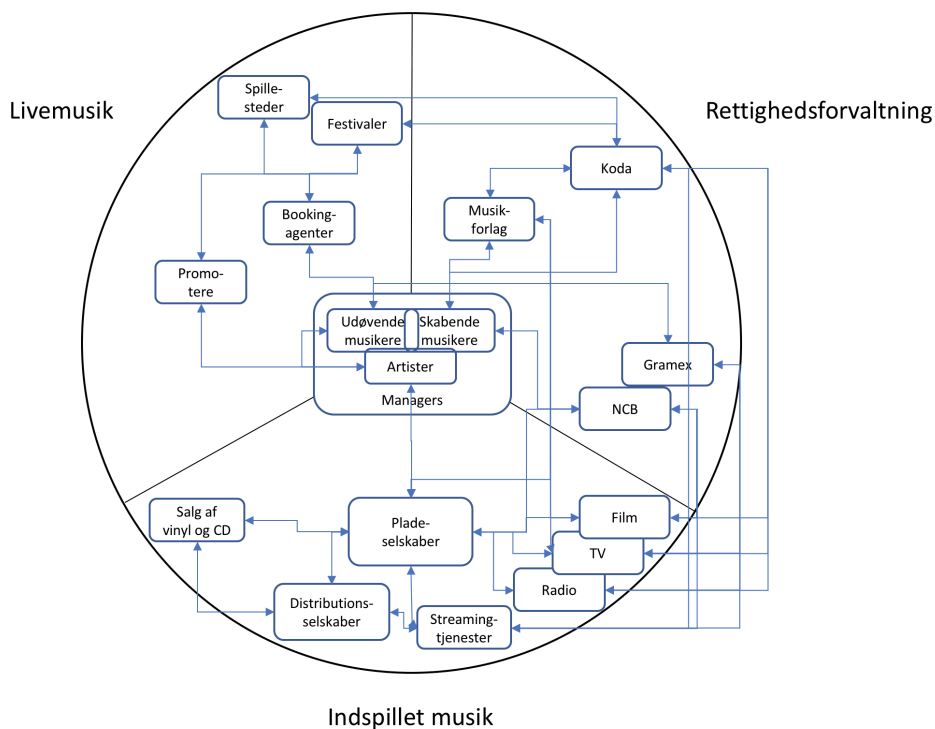 Livemusik
Rettighedsforvaltning
Spille-
steder
Festivaler
Koda
Booking-
agenter
Musik-
forlag
Promo-
tere
Udøvende
musikere
Skabende
musikere
Artister
Managers
Gramex
NCB
Salg af
vinyl og CD
Plade-
selskaber
Film
TV
Radio
Distributions-
selskaber
Streaming-
tjenester
Indspillet musik